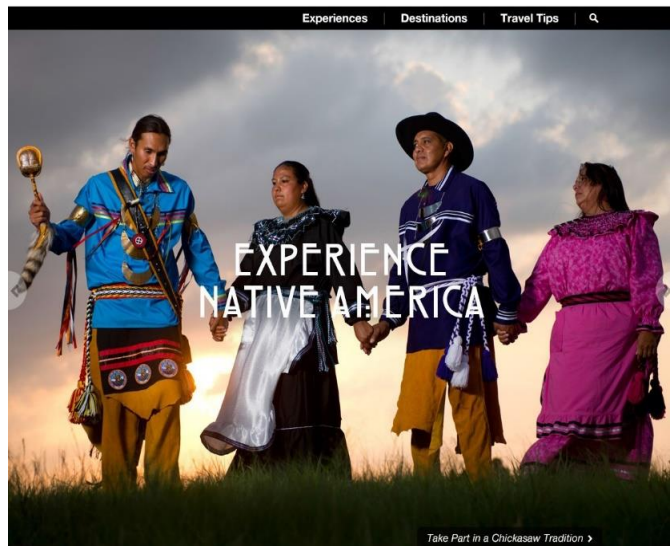 Experiences Destinations Travel Tips
EXPERIENCE
NATIVE AMERICA
Take Part in a Chickasaw Tradition >